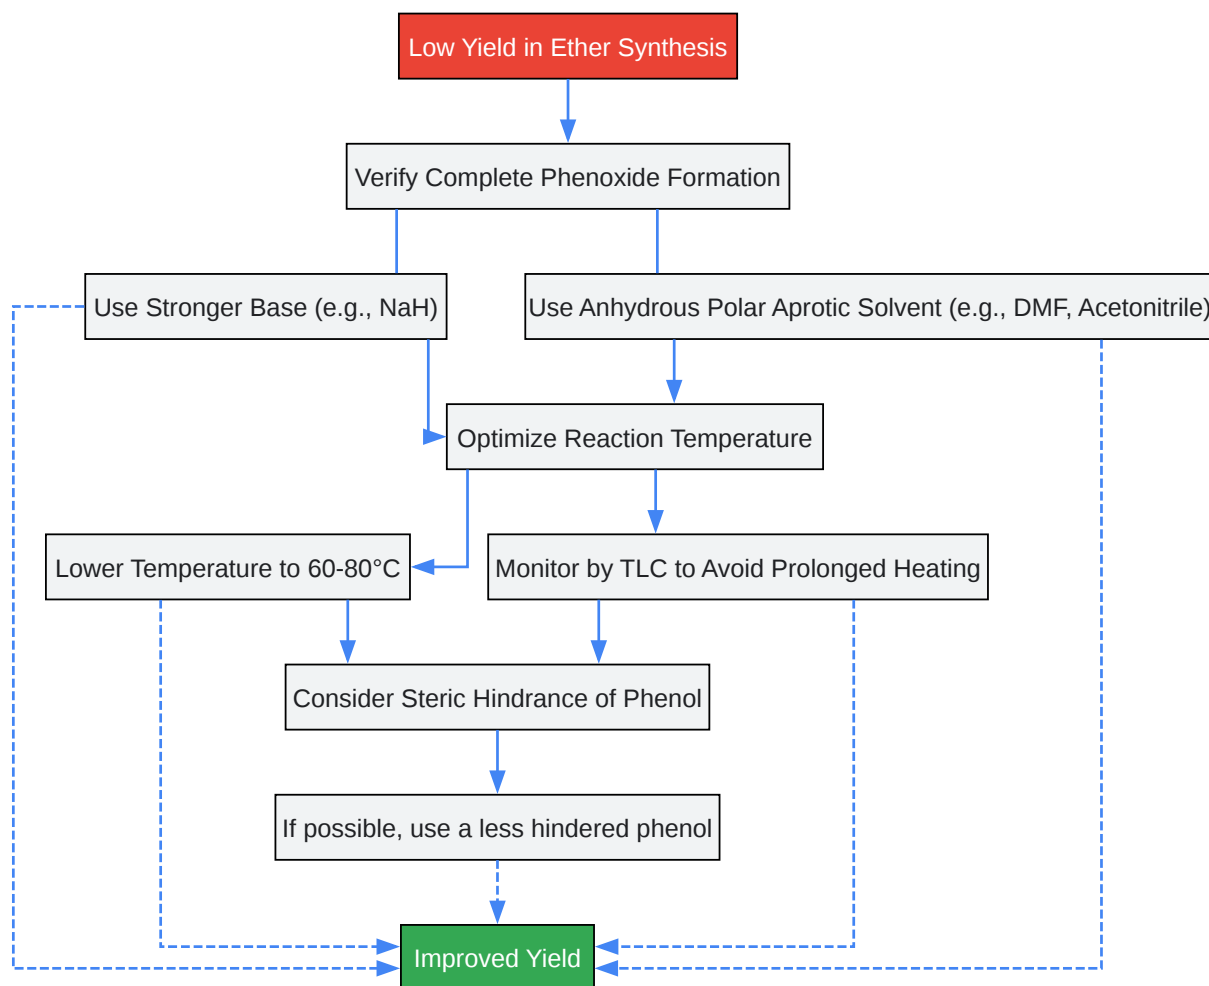 Low Yield in Ether Synthesis
Verify Complete Phenoxide Formation
Use Stronger Base (e.g., NaH)
Use Anhydrous Polar Aprotic Solvent (e.g., DMF, Acetonitrile)
Optimize Reaction Temperature
Lower Temperature to 60-80°C
Monitor by TLC to Avoid Prolonged Heating
Consider Steric Hindrance of Phenol
If possible, use a less hindered phenol
Improved Yield